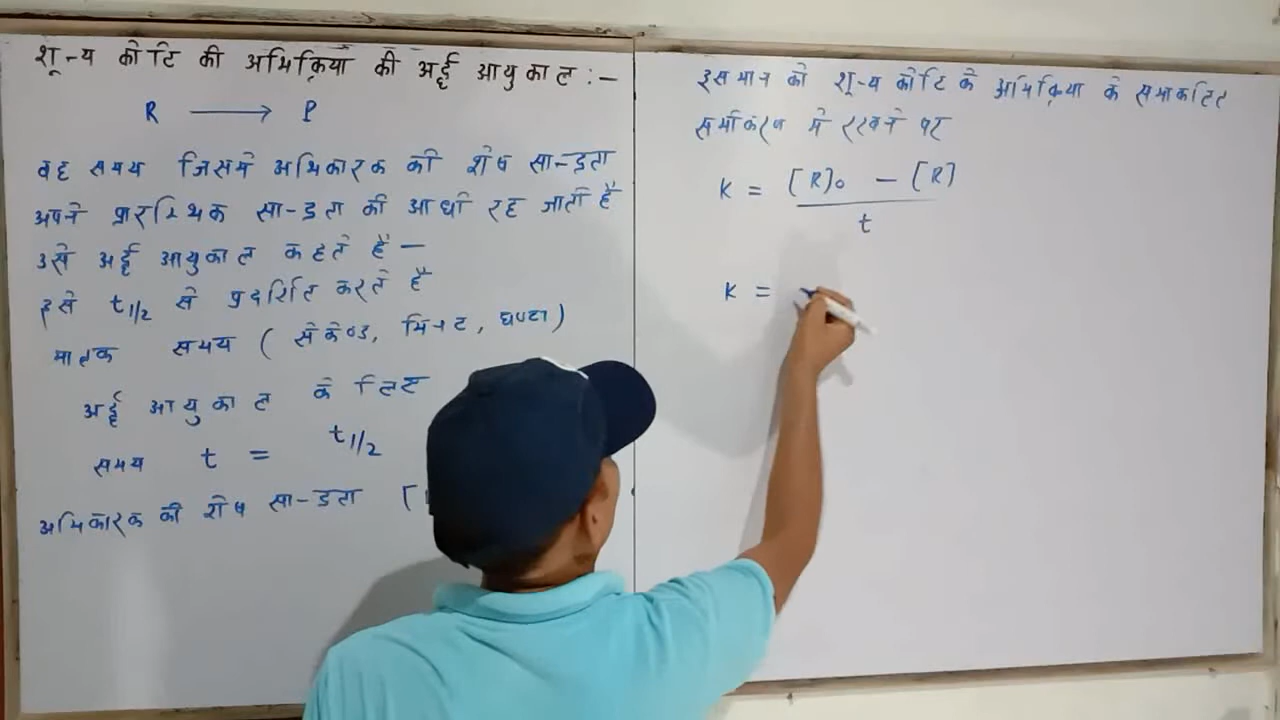 शून्य कोटि की अभिक्रिया की अर्द्ध आयुकाल :-
R ⟶ P
वह समय जिसमे अभिकारक की शेष सान्द्रता
अपने प्रारम्भिक सान्द्रता की आधी रह जाती है
उसे अर्द्ध आयुकाल कहते है —
इसे t1/2 से प्रदर्शित करते है
मात्रक समय ( सेकेण्ड, मिनट, घण्टा )
अर्द्ध आयुकाल के लिए
समय t = t1/2
अभिकारक की शेष सान्द्रता [
इस मान को शून्य कोटि के अभिक्रिया के समाकलित
समीकरण मे रखने पर
K = [R]₀ - [R]
t
K =